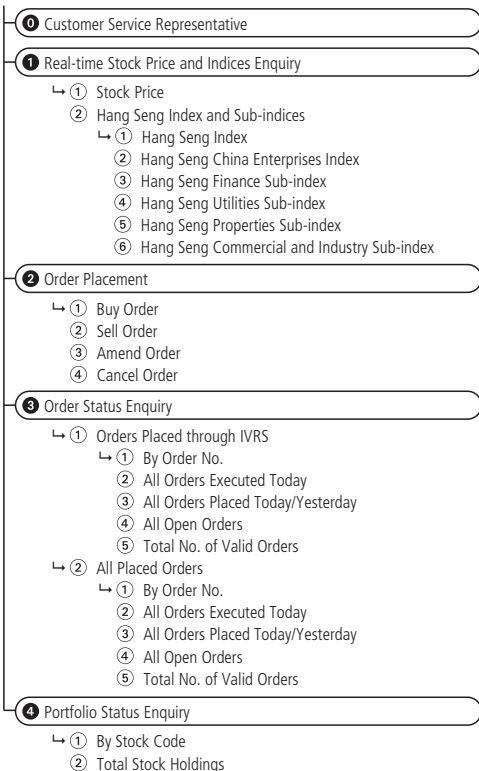 0 Customer Service Representative
1 Real-time Stock Price and Indices Enquiry
↳ 1 Stock Price
2 Hang Seng Index and Sub-indices
↳ 1 Hang Seng Index
2 Hang Seng China Enterprises Index
3 Hang Seng Finance Sub-index
4 Hang Seng Utilities Sub-index
5 Hang Seng Properties Sub-index
6 Hang Seng Commercial and Industry Sub-index
2 Order Placement
↳ 1 Buy Order
2 Sell Order
3 Amend Order
4 Cancel Order
3 Order Status Enquiry
↳ 1 Orders Placed through IVRS
↳ 1 By Order No.
2 All Orders Executed Today
3 All Orders Placed Today/Yesterday
4 All Open Orders
5 Total No. of Valid Orders
↳ 2 All Placed Orders
↳ 1 By Order No.
2 All Orders Executed Today
3 All Orders Placed Today/Yesterday
4 All Open Orders
5 Total No. of Valid Orders
4 Portfolio Status Enquiry
↳ 1 By Stock Code
2 Total Stock Holdings